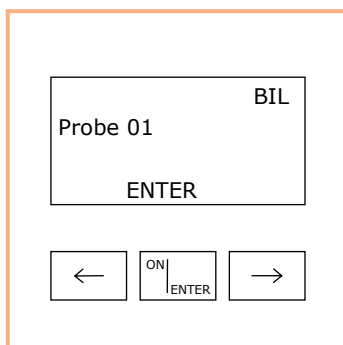 BIL
Probe 01
ENTER
← ON ENTER →